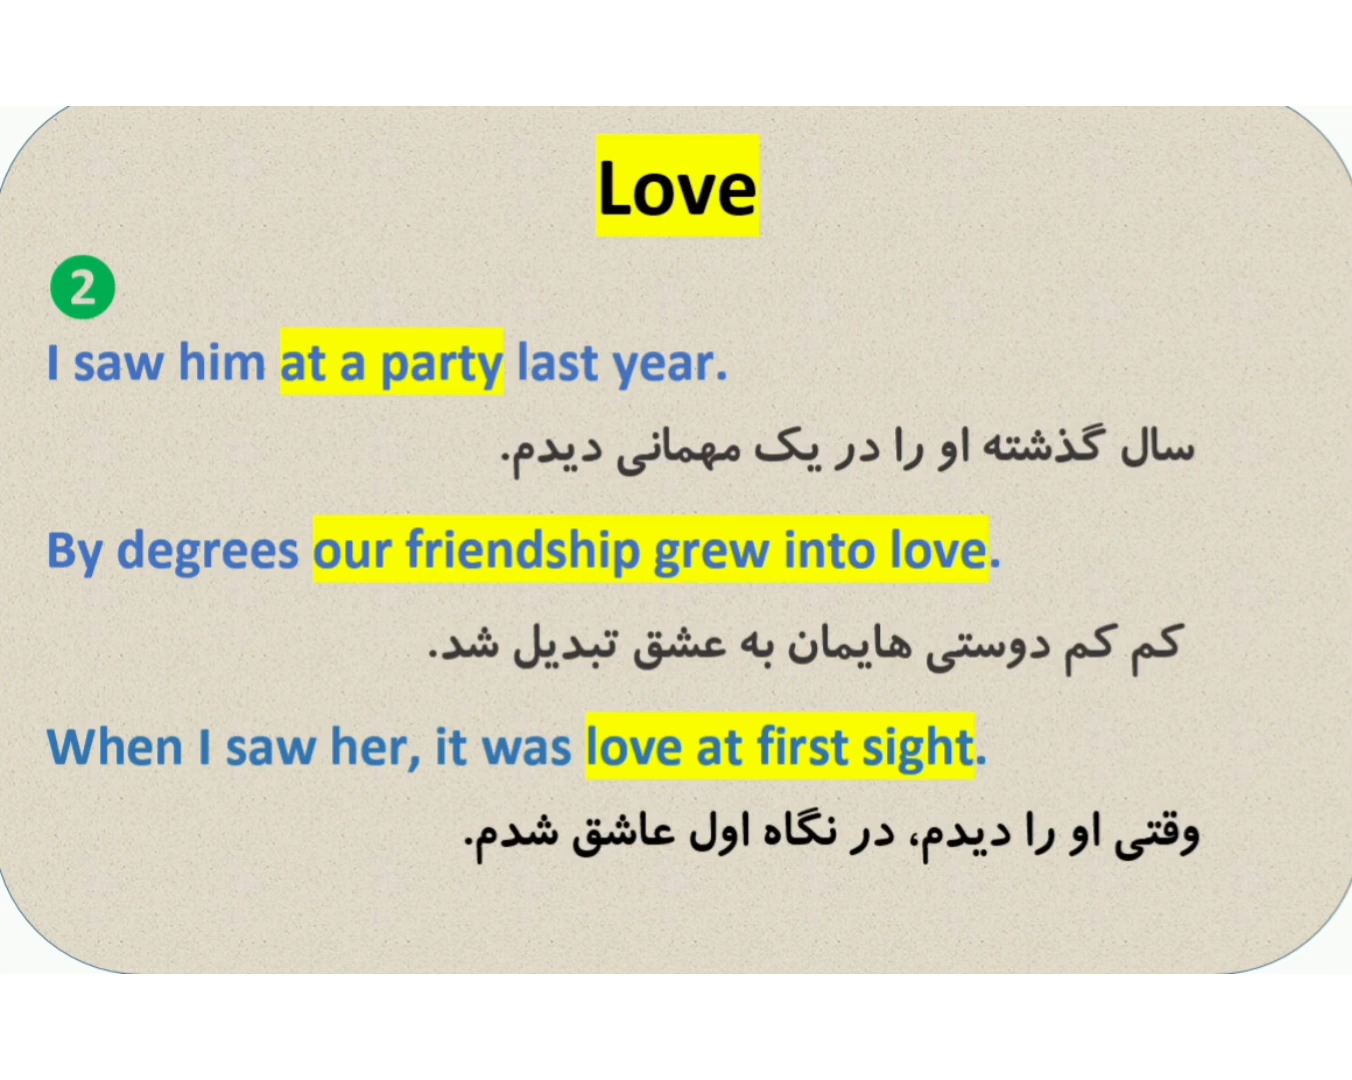 Love
2
I saw him at a party last year.
سال گذشته او را در یک مهمانی دیدم.
By degrees our friendship grew into love.
کم کم دوستی هایمان به عشق تبدیل شد.
When I saw her, it was love at first sight.
وقتی او را دیدم، در نگاه اول عاشق شدم.